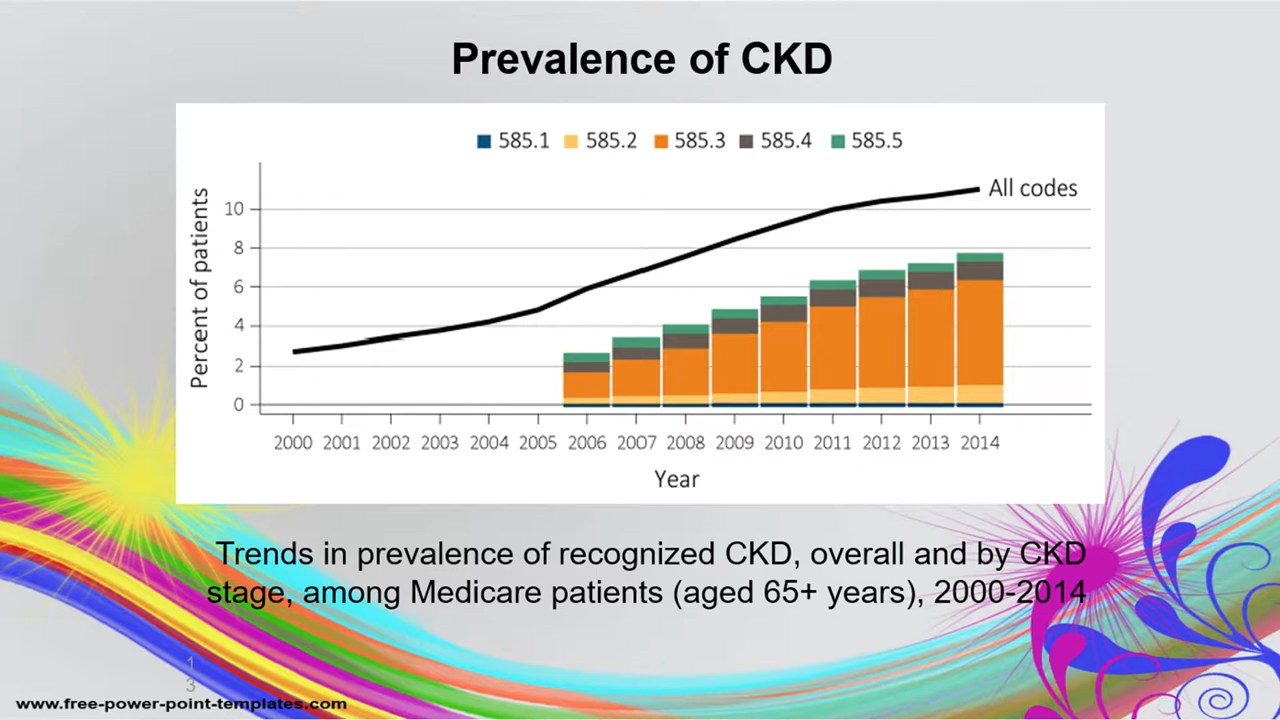 Prevalence of CKD
585.1 585.2 585.3 585.4 585.5
All codes
Percent of patients
10
8
6
4
2
0
2000 2001 2002 2003 2004 2005 2006 2007 2008 2009 2010 2011 2012 2013 2014
Year
Trends in prevalence of recognized CKD, overall and by CKD
stage, among Medicare patients (aged 65+ years), 2000-2014
1
3
www.free-power-point-templates.com